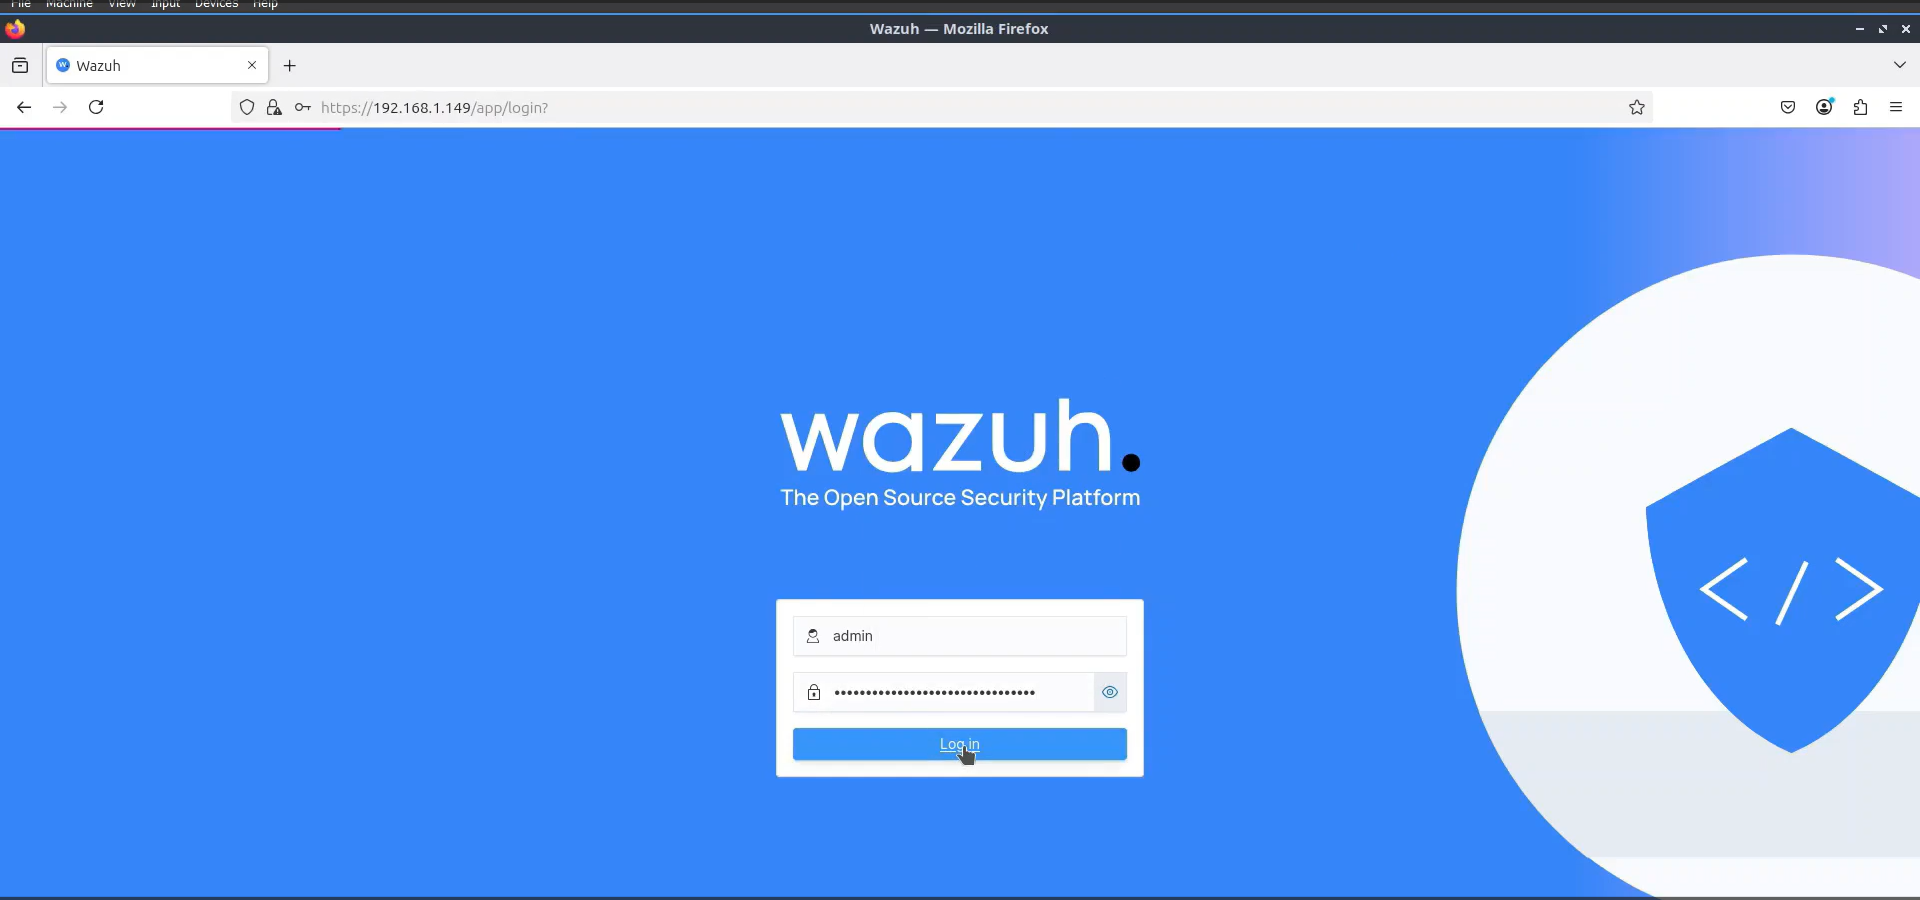 File Machine View Input Devices Help
Wazuh — Mozilla Firefox
Wazuh
https://192.168.1.149/app/login?
wazuh.
The Open Source Security Platform
</>
admin
••••••••••••••••••••••••••••••••
Log in